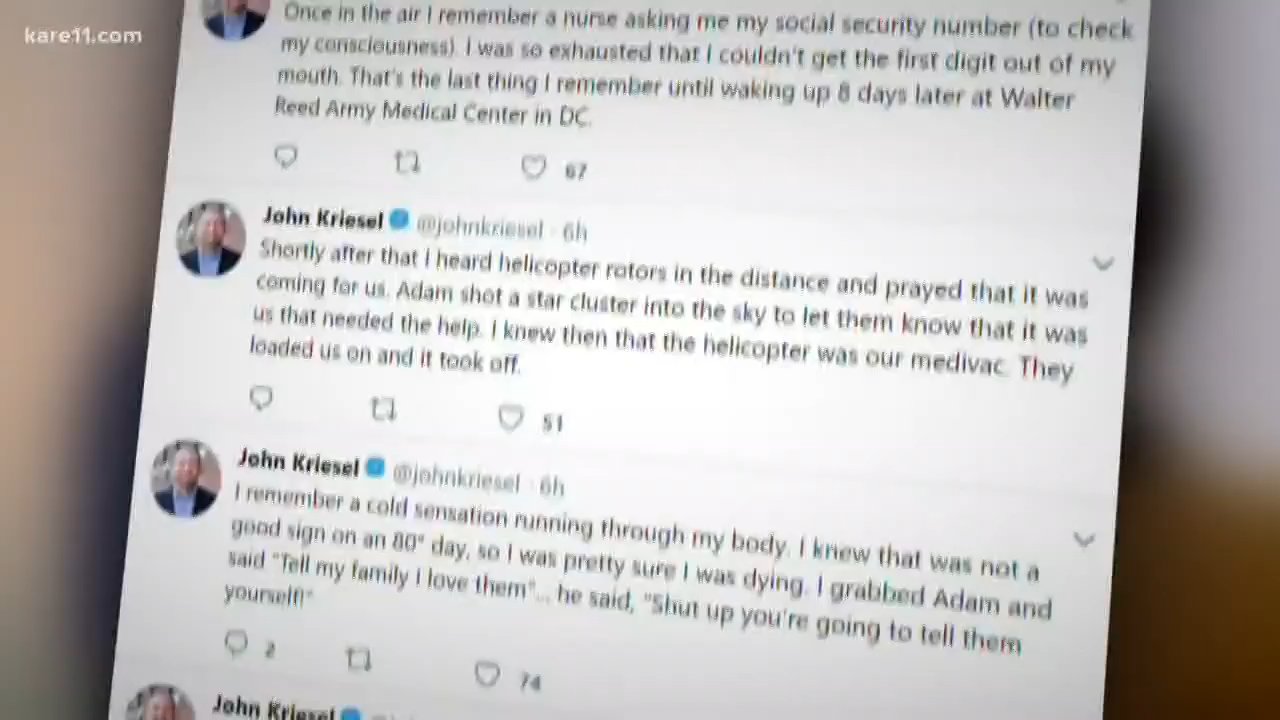 kare11.com
Once in the air I remember a nurse asking me my social security number (to check
my consciousness). I was so exhausted that I couldn't get the first digit out of my
mouth. That's the last thing I remember until waking up 8 days later at Walter
Reed Army Medical Center in DC.
67
John Kriesel @johnkriesel · 6h
Shortly after that I heard helicopter rotors in the distance and prayed that it was
coming for us. Adam shot a star cluster into the sky to let them know that it was
us that needed the help. I knew then that the helicopter was our medivac. They
loaded us on and it took off.
51
John Kriesel @johnkriesel · 6h
I remember a cold sensation running through my body. I knew that was not a
good sign on an 80° day, so I was pretty sure I was dying. I grabbed Adam and
said "Tell my family I love them"... he said, "Shut up you're going to tell them
yourself!"
2 74
John Kriesel